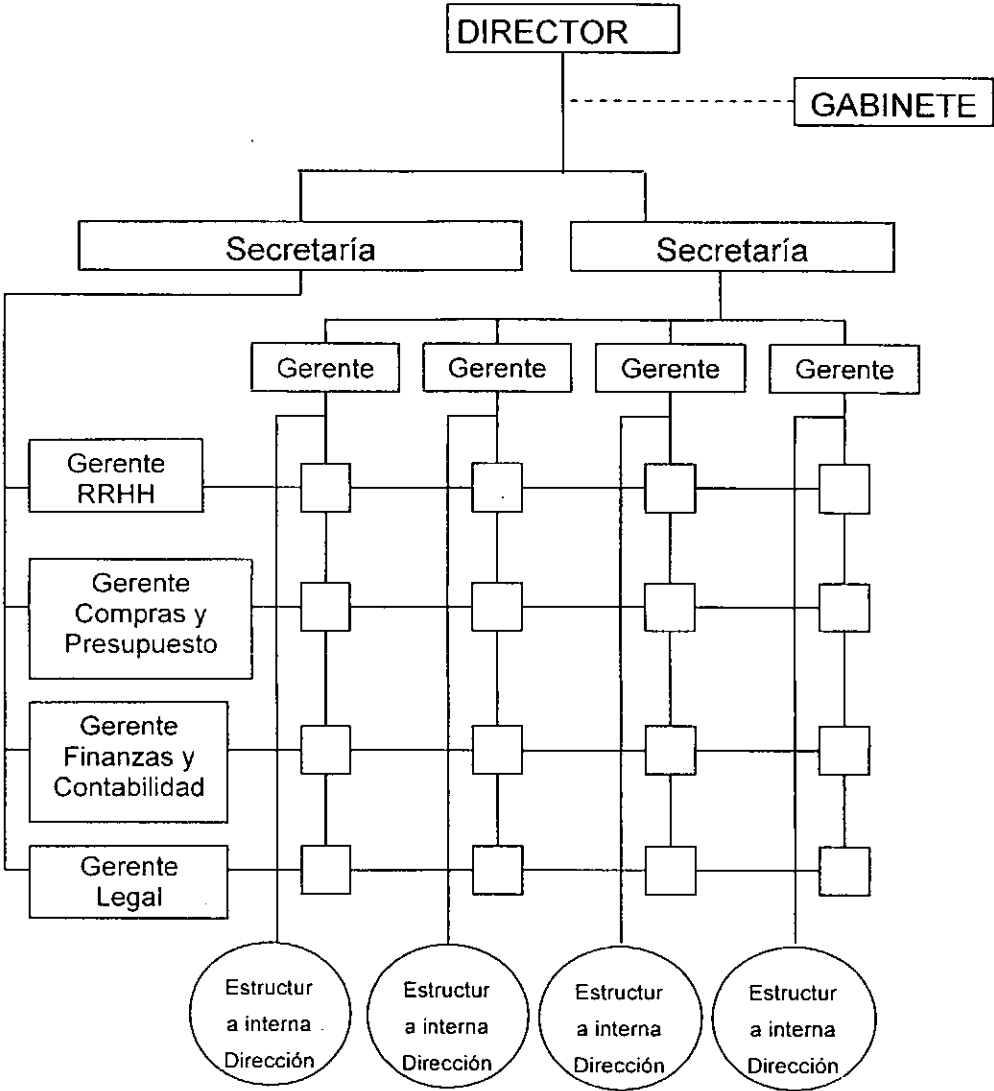 DIRECTOR
GABINETE
Secretaría
Secretaría
Gerente
Gerente
Gerente
Gerente
Gerente
RRHH
Gerente
Compras y
Presupuesto
Gerente
Finanzas y
Contabilidad
Gerente
Legal
Estructur
a interna
Dirección
Estructur
a interna
Dirección
Estructur
a interna
Dirección
Estructur
a interna
Dirección